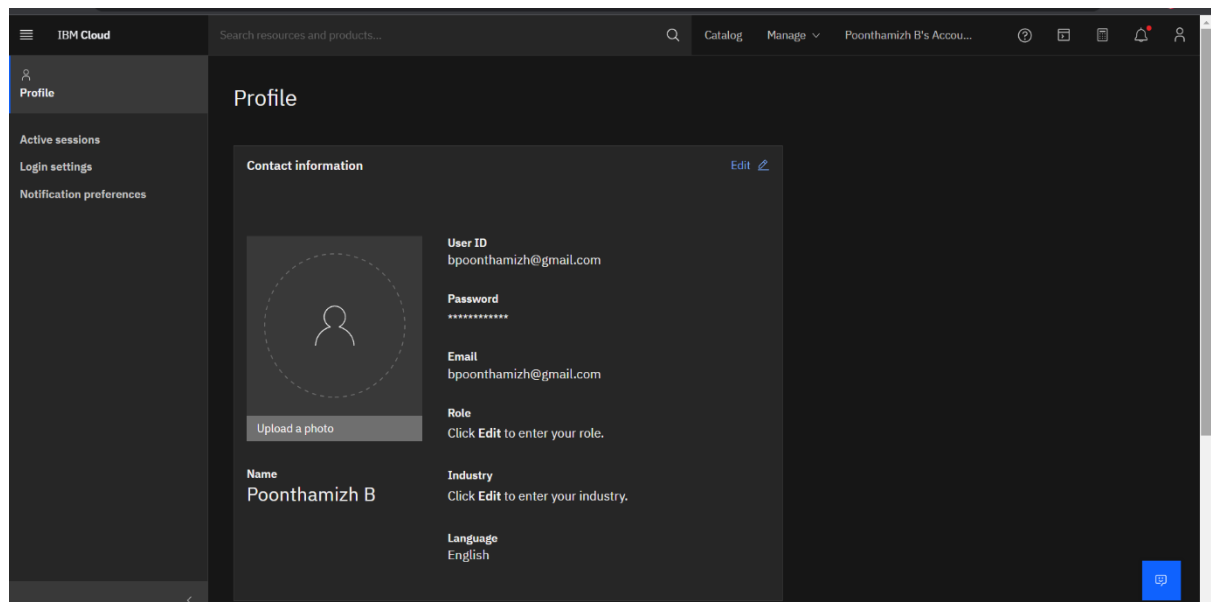 IBM Cloud
Search resources and products...
Catalog
Manage
Poonthamizh B's Accou...
Profile
Active sessions
Login settings
Notification preferences
Profile
Contact information
Edit
Upload a photo
Name
Poonthamizh B
User ID
bpoonthamizh@gmail.com
Password
************
Email
bpoonthamizh@gmail.com
Role
Click Edit to enter your role.
Industry
Click Edit to enter your industry.
Language
English